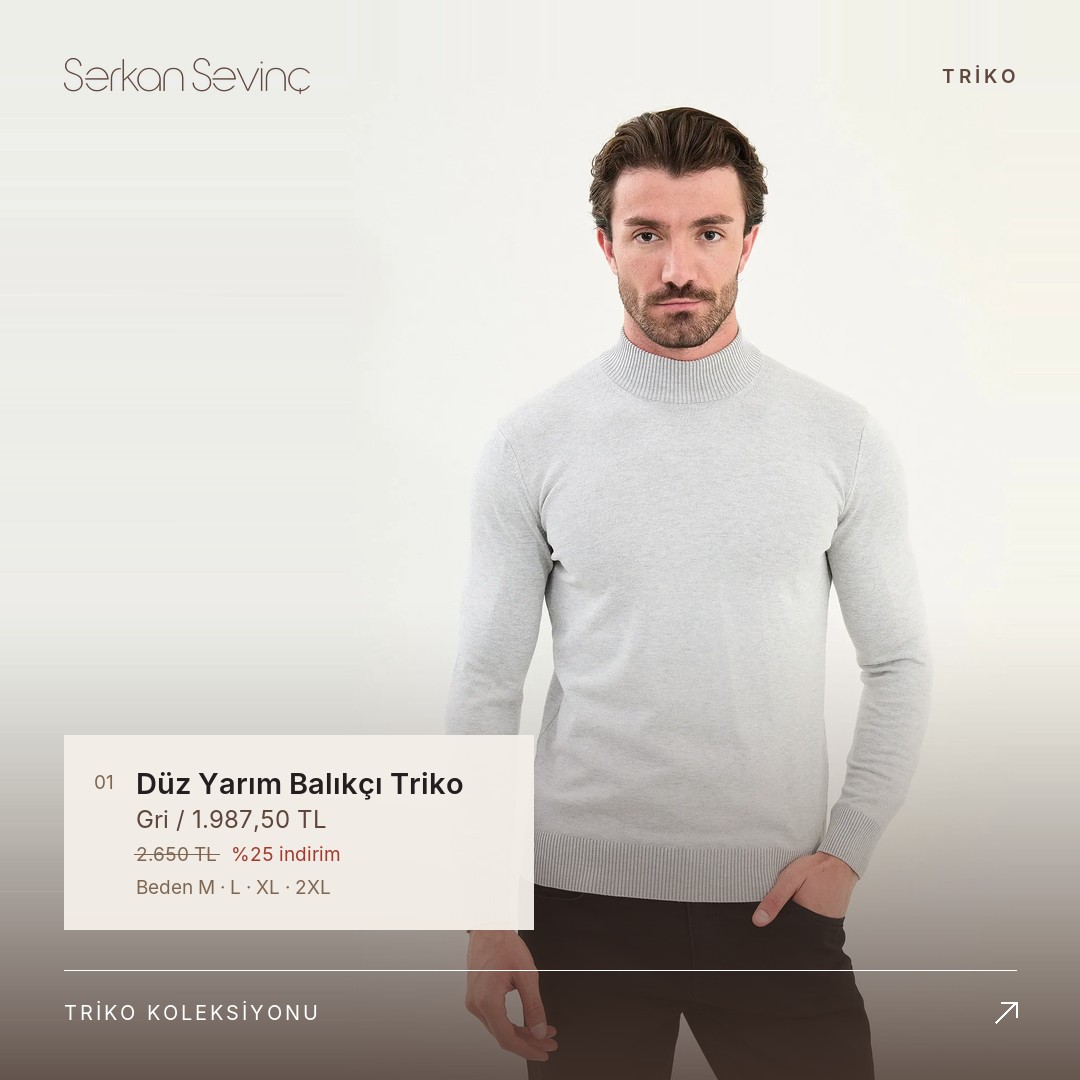 Serkan Sevinç
TRİKO
01
Düz Yarım Balıkçı Triko
Gri / 1.987,50 TL
2.650 TL %25 indirim
Beden M · L · XL · 2XL
TRİKO KOLEKSİYONU